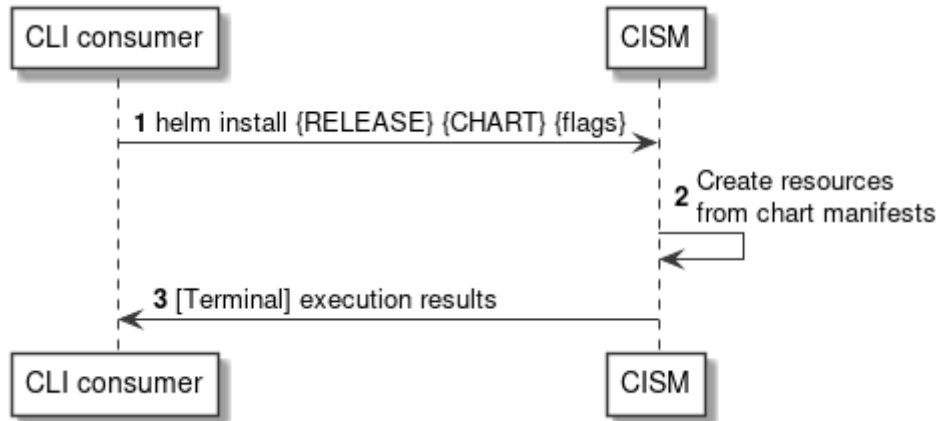 CLI consumer
CISM
1 helm install {RELEASE} {CHART} {flags}
2 Create resources
from chart manifests
3 [Terminal] execution results
CLI consumer
CISM